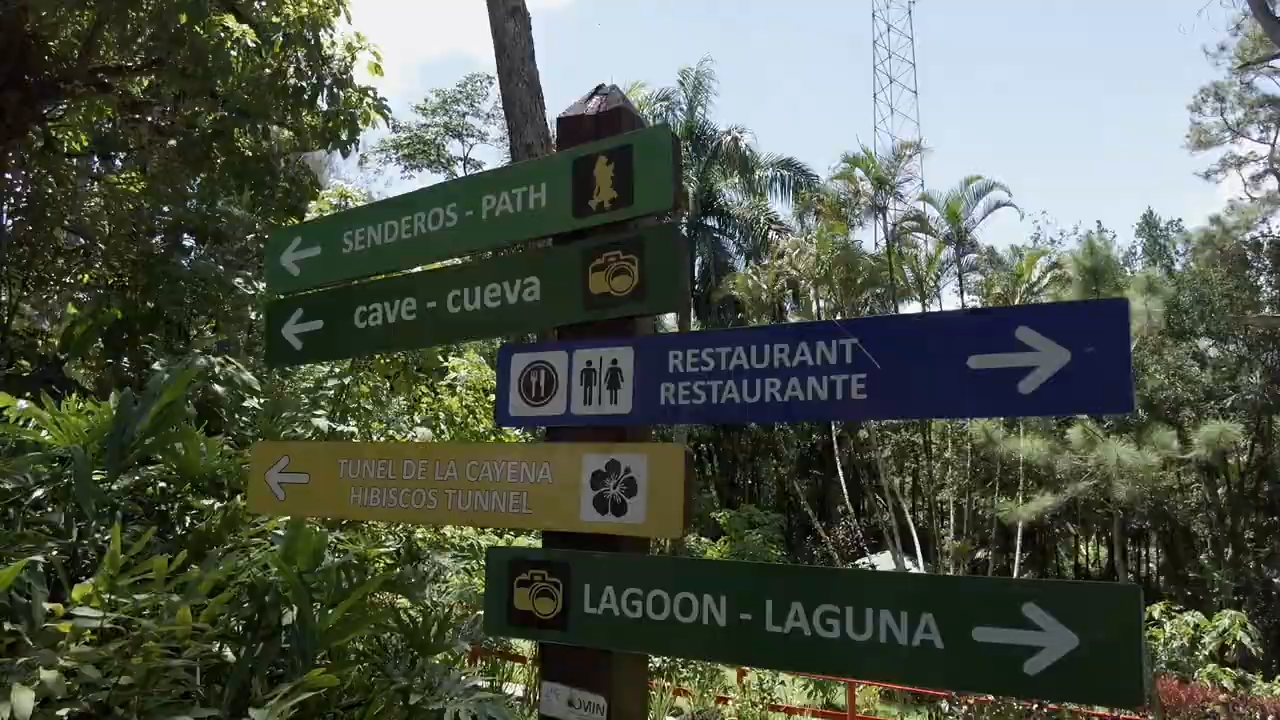 SENDEROS - PATH
cave - cueva
RESTAURANT
RESTAURANTE
TUNEL DE LA CAYENA
HIBISCOS TUNNEL
LAGOON - LAGUNA